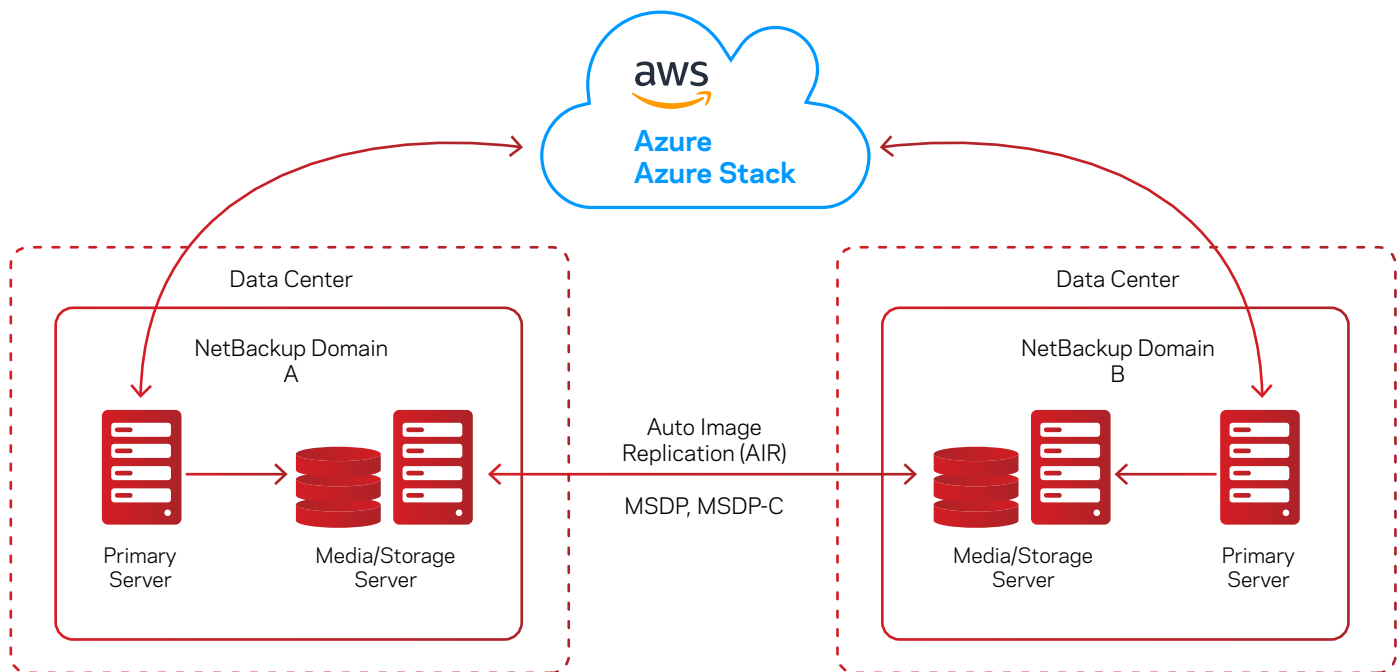 aws
Azure
Azure Stack
Data Center
NetBackup Domain
A
Primary
Server
Media/Storage
Server
Auto Image
Replication (AIR)
MSDP, MSDP-C
Data Center
NetBackup Domain
B
Media/Storage
Server
Primary
Server